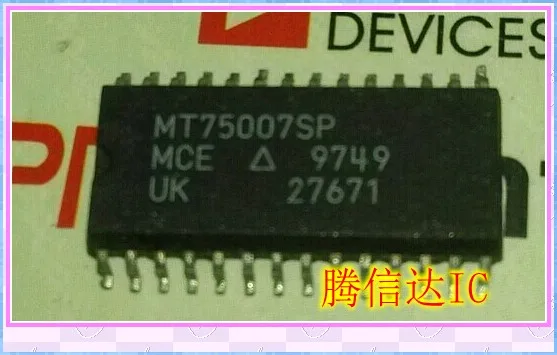 DEVICES
MT75007SP
MCE △ 9749
UK 27671
腾信达IC